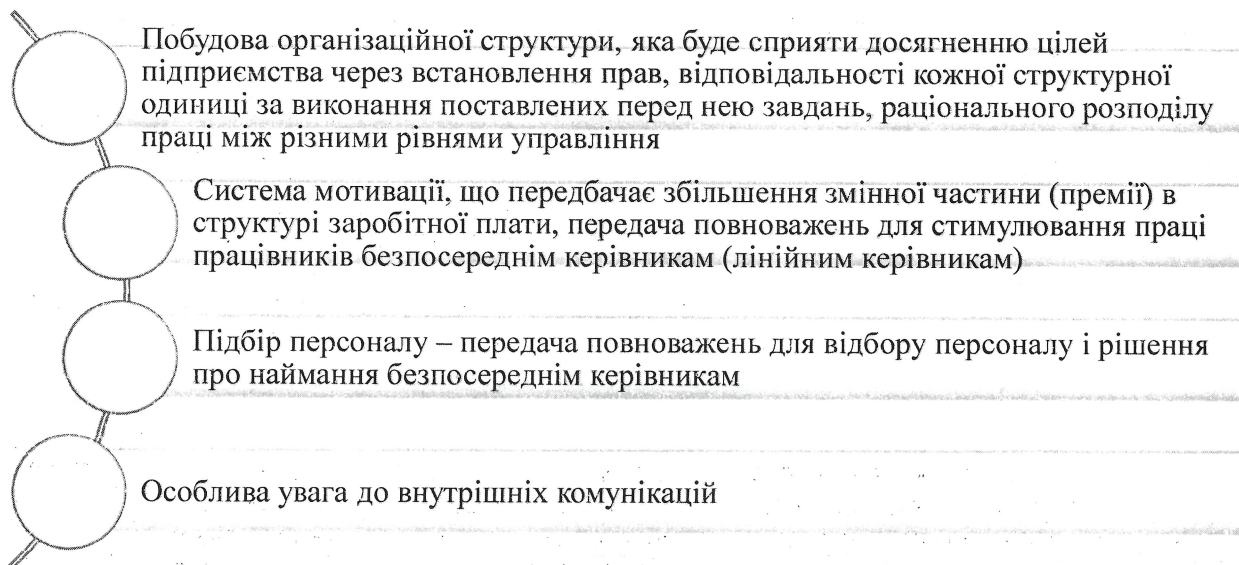 Побудова організаційної структури, яка буде сприяти досягненню цілей
підприємства через встановлення прав, відповідальності кожної структурної
одиниці за виконання поставлених перед нею завдань, раціонального розподілу
праці між різними рівнями управління
Система мотивації, що передбачає збільшення змінної частини (премії) в
структурі заробітної плати, передача повноважень для стимулювання праці
працівників безпосереднім керівникам (лінійним керівникам)
Підбір персоналу – передача повноважень для відбору персоналу і рішення
про наймання безпосереднім керівникам
Особлива увага до внутрішніх комунікацій